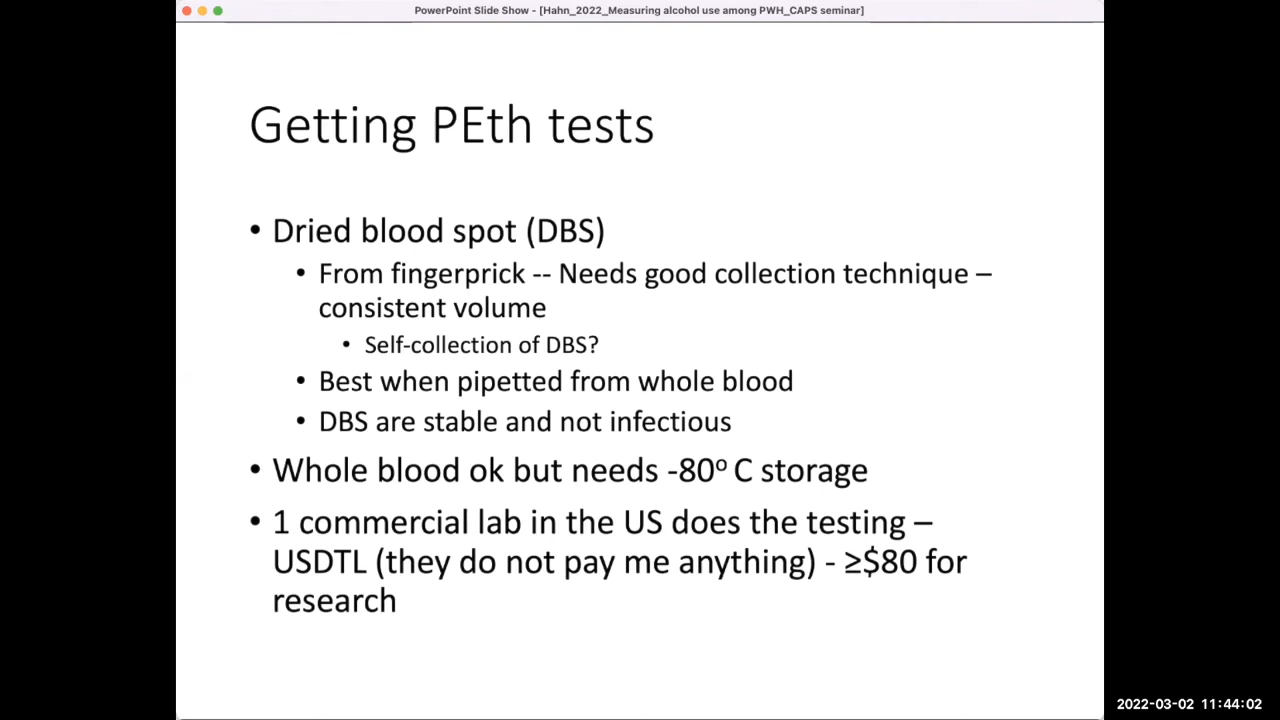 PowerPoint Slide Show - [Hahn_2022_Measuring alcohol use among PWH_CAPS seminar]
Getting PEth tests
• Dried blood spot (DBS)
• From fingerprick -- Needs good collection technique –
consistent volume
• Self-collection of DBS?
• Best when pipetted from whole blood
• DBS are stable and not infectious
• Whole blood ok but needs -80º C storage
• 1 commercial lab in the US does the testing –
USDTL (they do not pay me anything) - ≥$80 for
research
2022-03-02 11:44:02